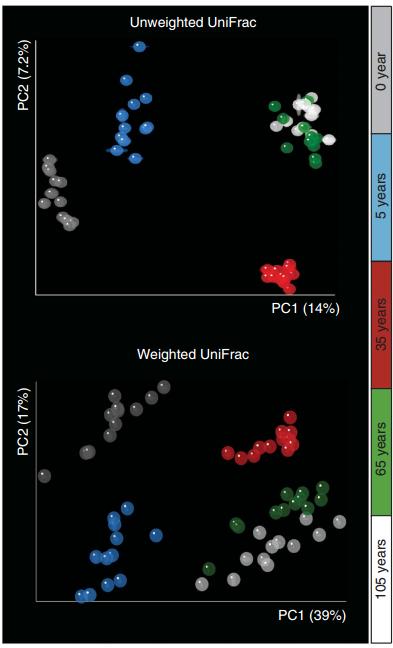 Unweighted UniFrac
PC2 (7.2%)
PC1 (14%)
Weighted UniFrac
PC2 (17%)
PC1 (39%)
0 year
5 years
35 years
65 years
105 years